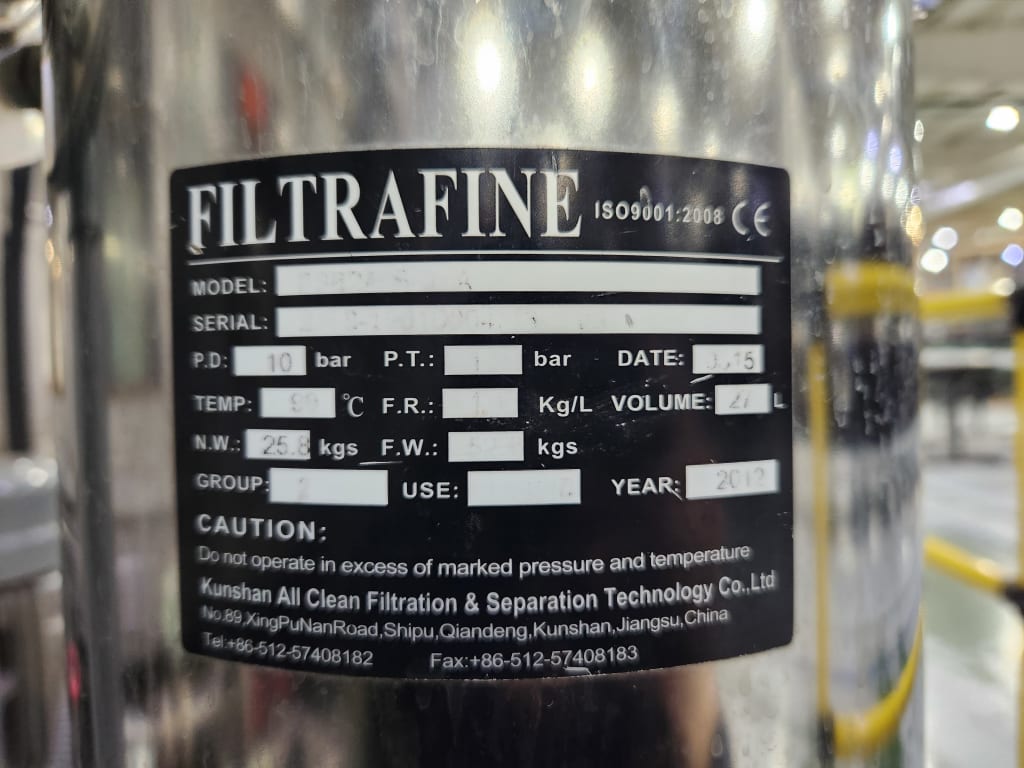 FILTRAFINE ISO9001:2008 CE
MODEL:
SERIAL:
P.D: 10 bar P.T.: bar DATE:
TEMP: 99 °C F.R.: Kg/L VOLUME: L
N.W.: 25.8 kgs F.W.: kgs
GROUP: 2 USE: YEAR: 2012
CAUTION:
Do not operate in excess of marked pressure and temperature
Kunshan All Clean Filtration & Separation Technology Co.,Ltd
No.89,XingPuNanRoad,Shipu,Qiandeng,Kunshan,Jiangsu,China
Tel:+86-512-57408182 Fax:+86-512-57408183